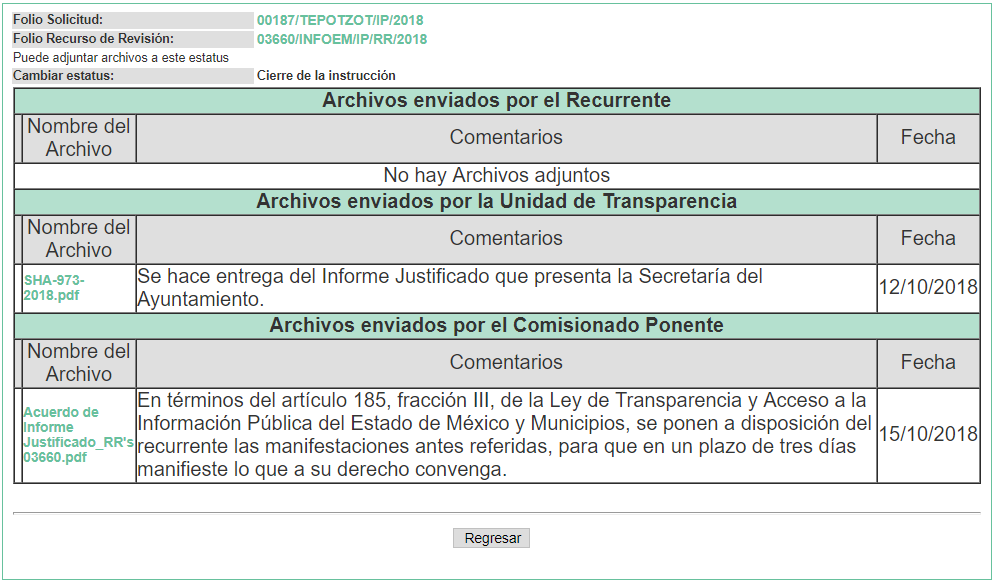 Folio Solicitud: 00187/TEPOTZOT/IP/2018
Folio Recurso de Revisión: 03660/INFOEM/IP/RR/2018
Puede adjuntar archivos a este estatus
Cambiar estatus: Cierre de la instrucción
Archivos enviados por el Recurrente
Nombre del
Archivo
Comentarios
Fecha
No hay Archivos adjuntos
Archivos enviados por la Unidad de Transparencia
Nombre del
Archivo
Comentarios
Fecha
SHA-973-
2018.pdf
Se hace entrega del Informe Justificado que presenta la Secretaría del
Ayuntamiento.
12/10/2018
Archivos enviados por el Comisionado Ponente
Nombre del
Archivo
Comentarios
Fecha
Acuerdo de
Informe
Justificado_RR's
03660.pdf
En términos del artículo 185, fracción III, de la Ley de Transparencia y Acceso a la
Información Pública del Estado de México y Municipios, se ponen a disposición del
recurrente las manifestaciones antes referidas, para que en un plazo de tres días
manifieste lo que a su derecho convenga.
15/10/2018
Regresar